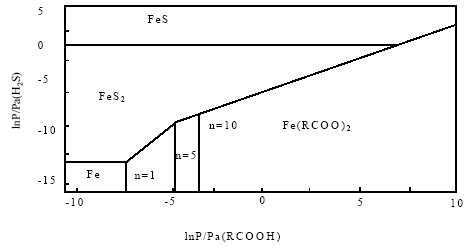 5
FeS
0
-5
lnP/Pa(H₂S)
FeS₂
-10
n=10
Fe(RCOO)₂
n=5
Fe
n=1
-15
-10
-5
0
5
10
lnP/Pa(RCOOH)